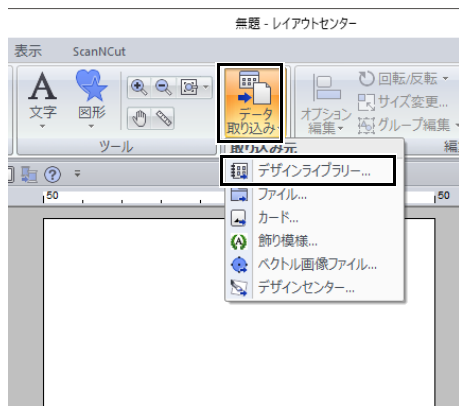 無題 - レイアウトセンター
表示 ScanNCut
文字
図形
ツール
データ
取り込み
オプション
編集
回転/反転
サイズ変更...
グループ編集
取り込み元
編
デザインライブラリー...
ファイル...
カード...
飾り模様...
ベクトル画像ファイル...
デザインセンター...
50
50